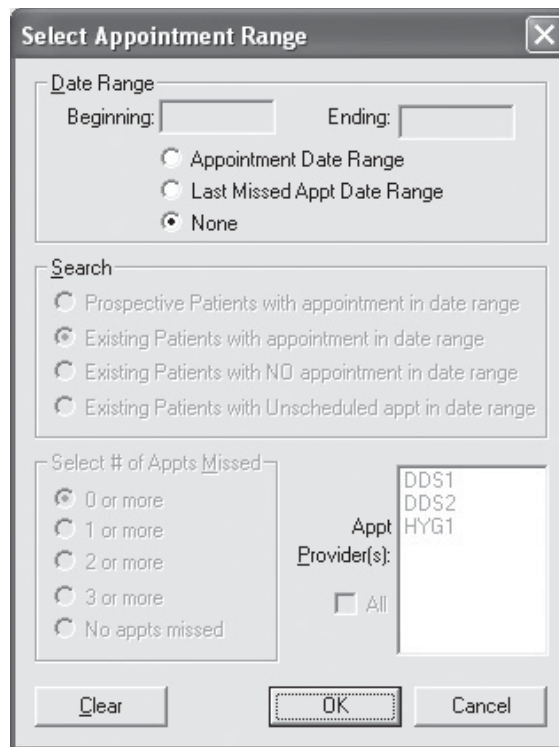 Select Appointment Range
Date Range
Beginning: Ending:
Appointment Date Range
Last Missed Appt Date Range
None
Search
Prospective Patients with appointment in date range
Existing Patients with appointment in date range
Existing Patients with NO appointment in date range
Existing Patients with Unscheduled appt in date range
Select # of Appts Missed
0 or more
1 or more
2 or more
3 or more
No appts missed
Appt
Provider(s):
All
DDS1
DDS2
HYG1
Clear OK Cancel